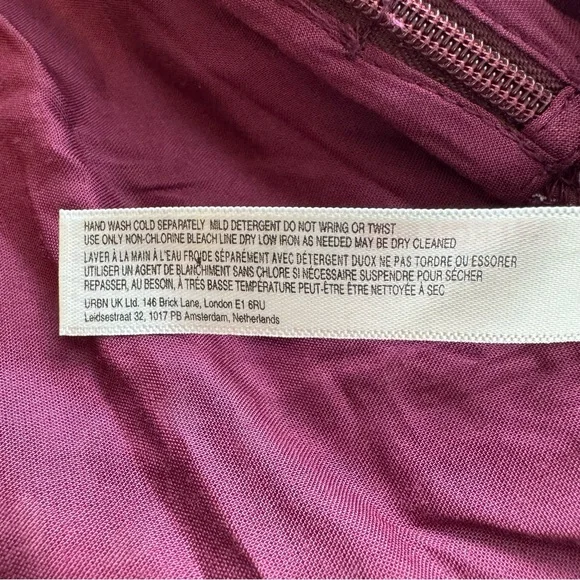 HAND WASH COLD SEPARATELY MILD DETERGENT DO NOT WRING OR TWIST
USE ONLY NON-CHLORINE BLEACH LINE DRY LOW IRON AS NEEDED MAY BE DRY CLEANED
LAVER À LA MAIN À L'EAU FROIDE SÉPARÉMENT AVEC DÉTERGENT DUOX NE PAS TORDRE OU ESSORER
UTILISER UN AGENT DE BLANCHIMENT SANS CHLORE SI NÉCESSAIRE SUSPENDRE POUR SÉCHER
REPASSER, AU BESOIN, À TRÈS BASSE TEMPÉRATURE PEUT-ÊTRE ÊTRE NETTOYÉE À SEC
URBN UK Ltd. 146 Brick Lane, London E1 6RU
Leidsestraat 32, 1017 PB Amsterdam, Netherlands